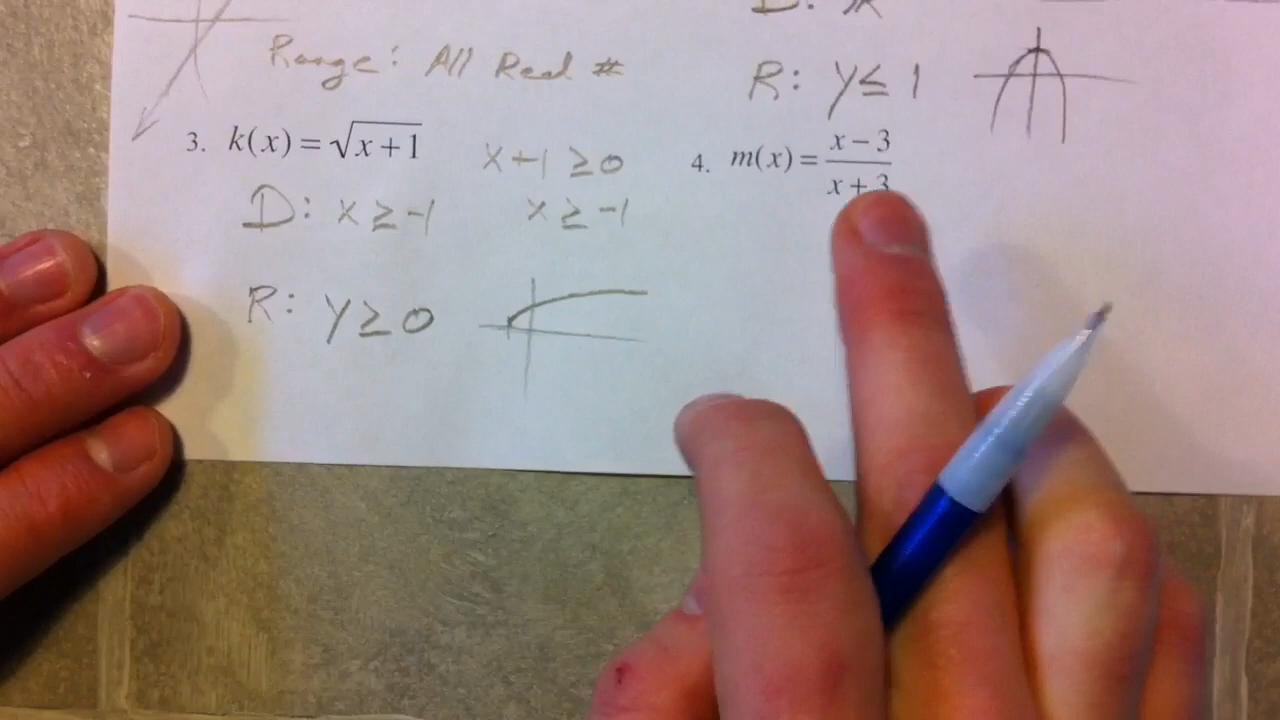 Range: All Real #
R: y ≤ 1
3. k(x) = √x+1
x+1 ≥ 0
D: x ≥ -1
x ≥ -1
R: y ≥ 0
4. m(x) = x − 3 / x + 3